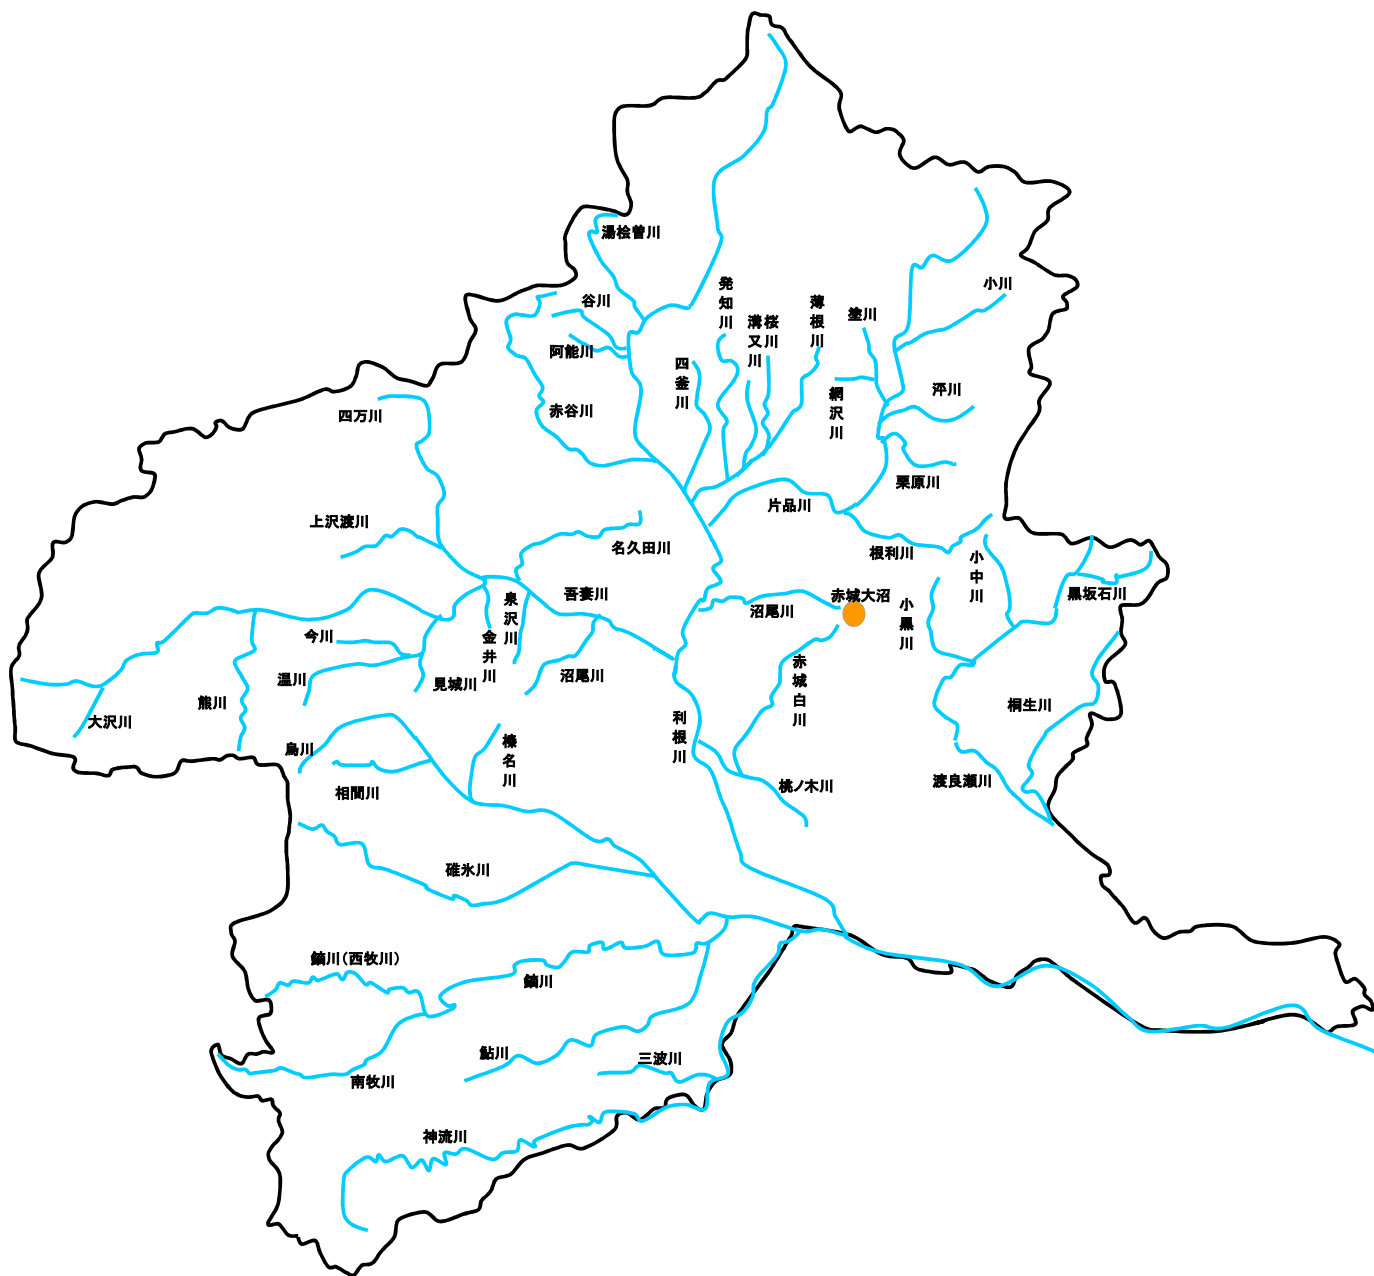 湯桧曽川
谷川
発知川
小川
薄根川
塗川
桜川
溝又川
阿能川
四釜川
網沢川
泙川
赤谷川
四万川
栗原川
片品川
上沢渡川
名久田川
根利川
小中川
吾妻川
泉沢川
赤城大沼
黒坂石川
沼尾川
小黒川
今川
金井川
温川
見城川
沼尾川
赤城白川
熊川
桐生川
大沢川
利根川
烏川
榛名川
渡良瀬川
相間川
桃ノ木川
碓氷川
鏑川（西牧川）
鏑川
鮎川
三波川
南牧川
神流川